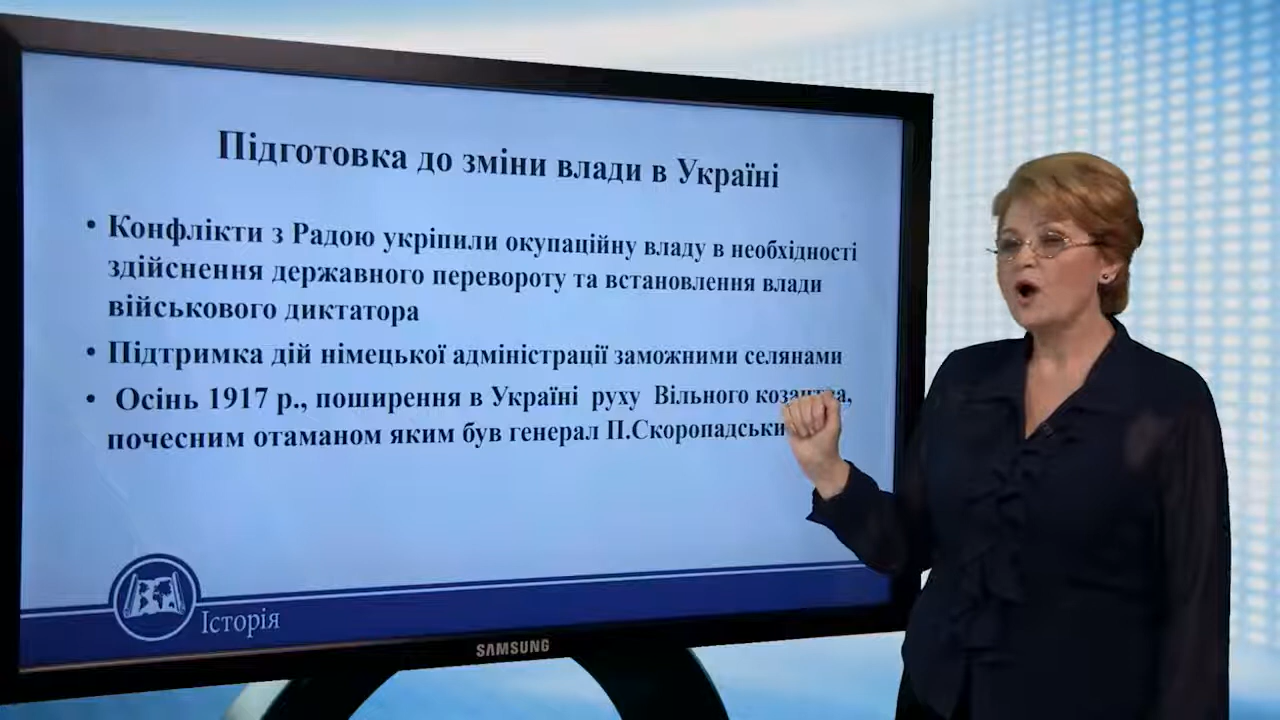 Підготовка до зміни влади в Україні
• Конфлікти з Радою укріпили окупаційну владу в необхідності
здійснення державного перевороту та встановлення влади
військового диктатора
• Підтримка дій німецької адміністрації заможними селянами
• Осінь 1917 р., поширення в Україні руху Вільного
почесним отаманом яким був генерал
Історія
SAMSUNG